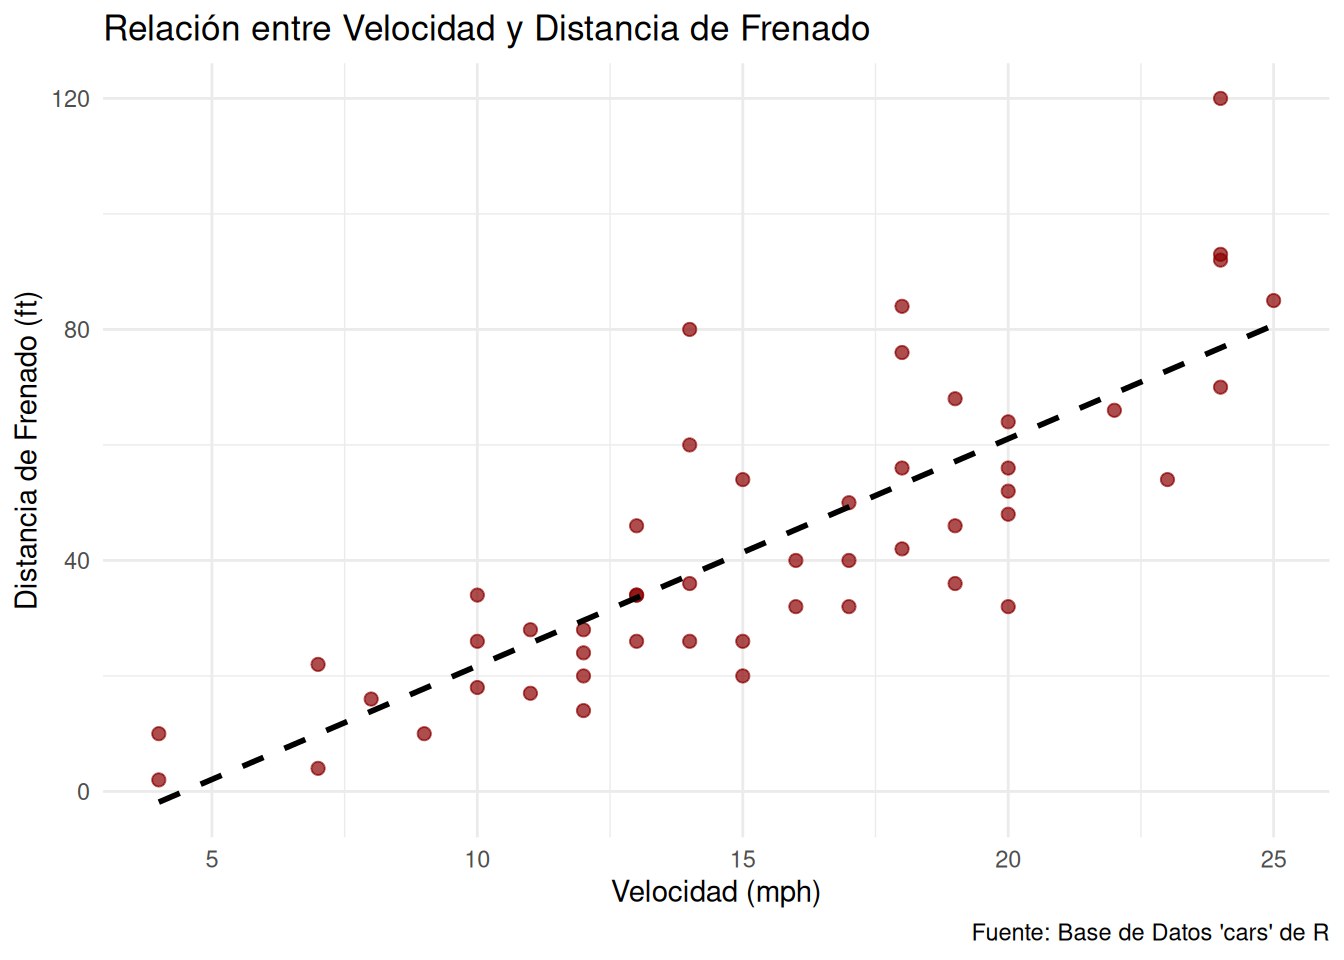 Relación entre Velocidad y Distancia de Frenado
120
80
40
0
Distancia de Frenado (ft)
5 10 15 20 25
Velocidad (mph)
Fuente: Base de Datos 'cars' de R